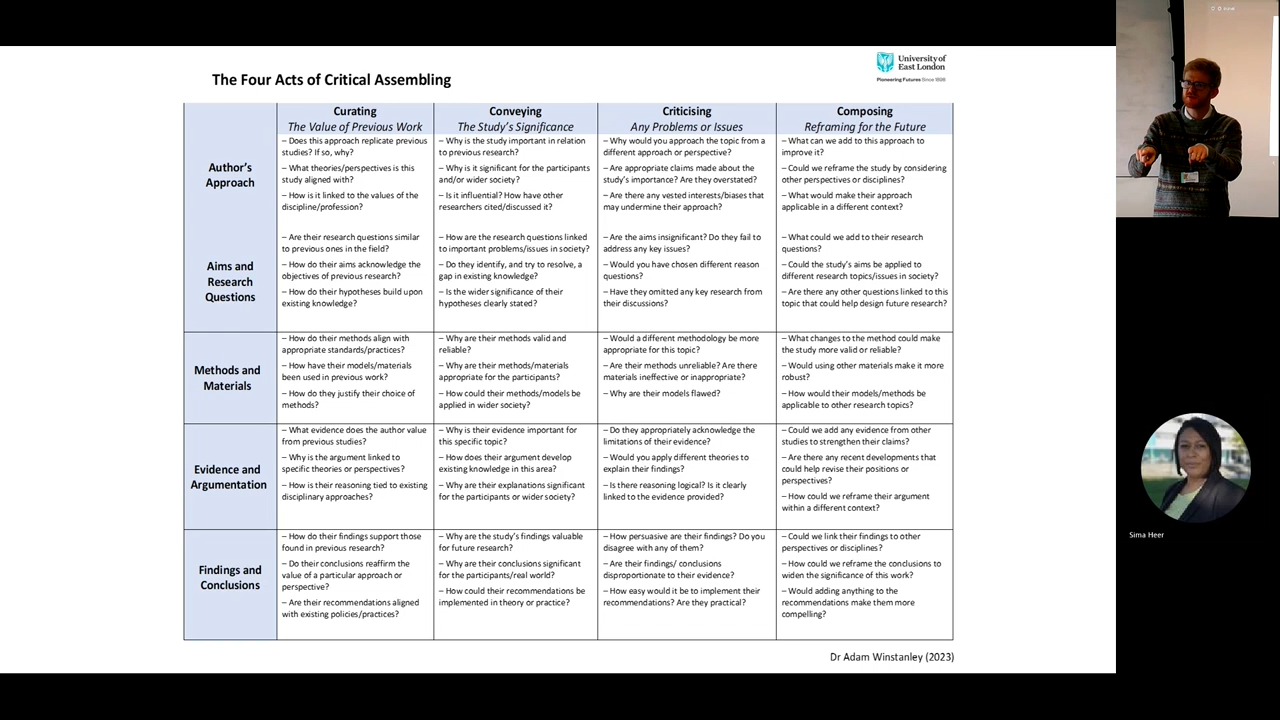 The Four Acts of Critical Assembling
University of
East London
Pioneering Futures Since 1898
Curating
The Value of Previous Work
Conveying
The Study's Significance
Criticising
Any Problems or Issues
Composing
Reframing for the Future
Author's
Approach
– Does this approach replicate previous
studies? If so, why?
– What theories/perspectives is this
study aligned with?
– How is it linked to the values of the
discipline/profession?
– Why is the study important in relation
to previous research?
– Why is it significant for the participants
and/or wider society?
– Is it influential? How have other
researchers cited/discussed it?
– Why would you approach the topic from a
different approach or perspective?
– Are appropriate claims made about the
study's importance? Are they overstated?
– Are there any vested interests/biases that
may undermine their approach?
– What can we add to this approach to
improve it?
– Could we reframe the study by considering
other perspectives or disciplines?
– What would make their approach
applicable in a different context?
Aims and
Research
Questions
– Are their research questions similar
to previous ones in the field?
– How do their aims acknowledge the
objectives of previous research?
– How do their hypotheses build upon
existing knowledge?
– How are the research questions linked
to important problems/issues in society?
– Do they identify, and try to resolve, a
gap in existing knowledge?
– Is the wider significance of their
hypotheses clearly stated?
– Are the aims insignificant? Do they fail to
address any key issues?
– Would you have chosen different reason
questions?
– Have they omitted any key research from
their discussions?
– What could we add to their research
questions?
– Could the study's aims be applied to
different research topics/issues in society?
– Are there any other questions linked to this
topic that could help design future research?
Methods and
Materials
– How do their methods align with
appropriate standards/practices?
– How have their models/materials
been used in previous work?
– How do they justify their choice of
methods?
– Why are their methods valid and
reliable?
– Why are their methods/materials
appropriate for the participants?
– How could their methods/models be
applied in wider society?
– Would a different methodology be more
appropriate for this topic?
– Are their methods unreliable? Are there
materials ineffective or inappropriate?
– Why are their models flawed?
– What changes to the method could make
the study more valid or reliable?
– Would using other materials make it more
robust?
– How would their models/methods be
applicable to other research topics?
Evidence and
Argumentation
– What evidence does the author value
from previous studies?
– Why is the argument linked to
specific theories or perspectives?
– How is their reasoning tied to existing
disciplinary approaches?
– Why is their evidence important for
this specific topic?
– How does their argument develop
existing knowledge in this area?
– Why are their explanations significant
for the participants or wider society?
– Do they appropriately acknowledge the
limitations of their evidence?
– Would you apply different theories to
explain their findings?
– Is there reasoning logical? Is it clearly
linked to the evidence provided?
– Could we add any evidence from other
studies to strengthen their claims?
– Are there any recent developments that
could help revise their positions or
perspectives?
– How could we reframe their argument
within a different context?
Findings and
Conclusions
– How do their findings support those
found in previous research?
– Do their conclusions reaffirm the
value of a particular approach or
perspective?
– Are their recommendations aligned
with existing policies/practices?
– Why are the study's findings valuable
for future research?
– Why are their conclusions significant
for the participants/real world?
– How could their recommendations be
implemented in theory or practice?
– How persuasive are their findings? Do you
disagree with any of them?
– Are their findings/ conclusions
disproportionate to their evidence?
– How easy would it be to implement their
recommendations? Are they practical?
– Could we link their findings to other
perspectives or disciplines?
– How could we reframe the conclusions to
widen the significance of this work?
– Would adding anything to the
recommendations make them more
compelling?
Dr Adam Winstanley (2023)
Sima Heer